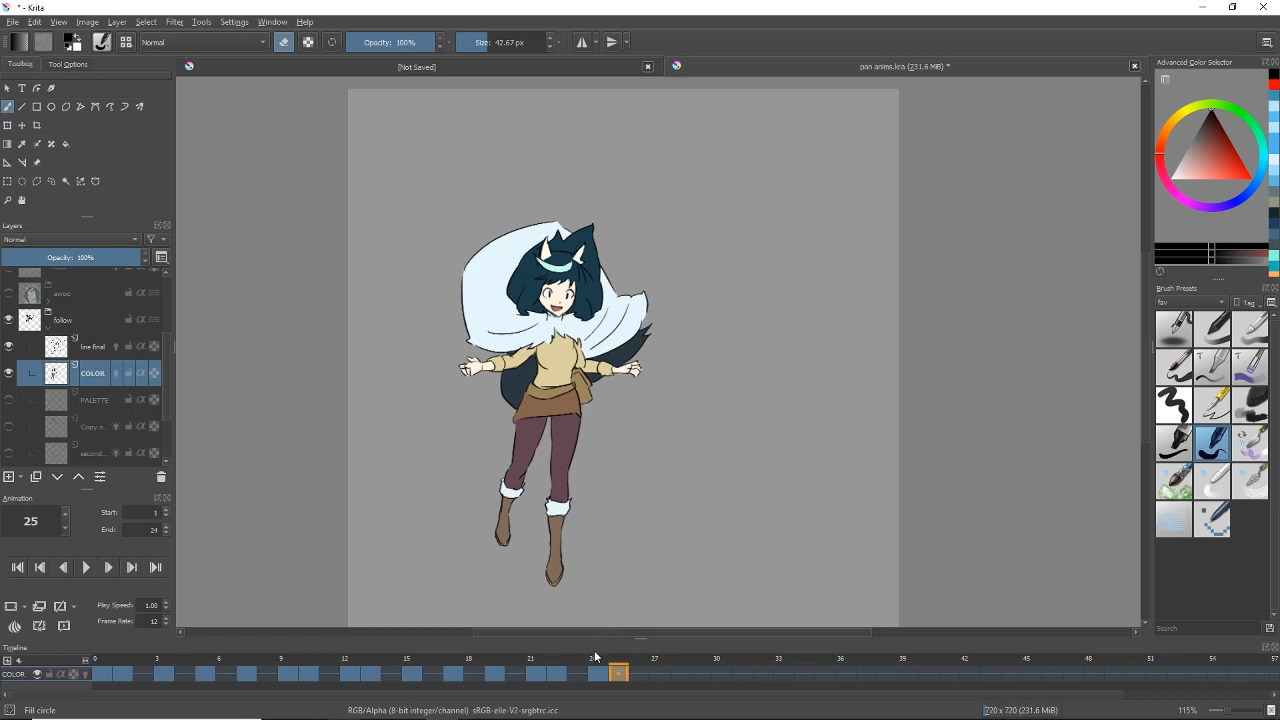 * - Krita
File Edit View Image Layer Select Filter Tools Settings Window Help
Normal Opacity: 100% Size: 42.67 px
Toolbox Tool Options
[Not Saved] pan anims.kra (231.6 MiB) *
Advanced Color Selector
Layers
Normal
Opacity: 100%
awoo
follow
line final
COLOR
PALETTE
Copy o
second...
Animation
25
Start: 1
End: 24
Play Speed: 1.00
Frame Rate: 12
Brush Presets
fav Tag
Search
Timeline
0 3 6 9 12 15 18 21 27 30 33 36 39 42 45 48 51 54 57
COLOR
Fill circle RGB/Alpha (8-bit integer/channel) sRGB-elle-V2-srgbtrc.icc 720 x 720 (231.6 MiB) 115%